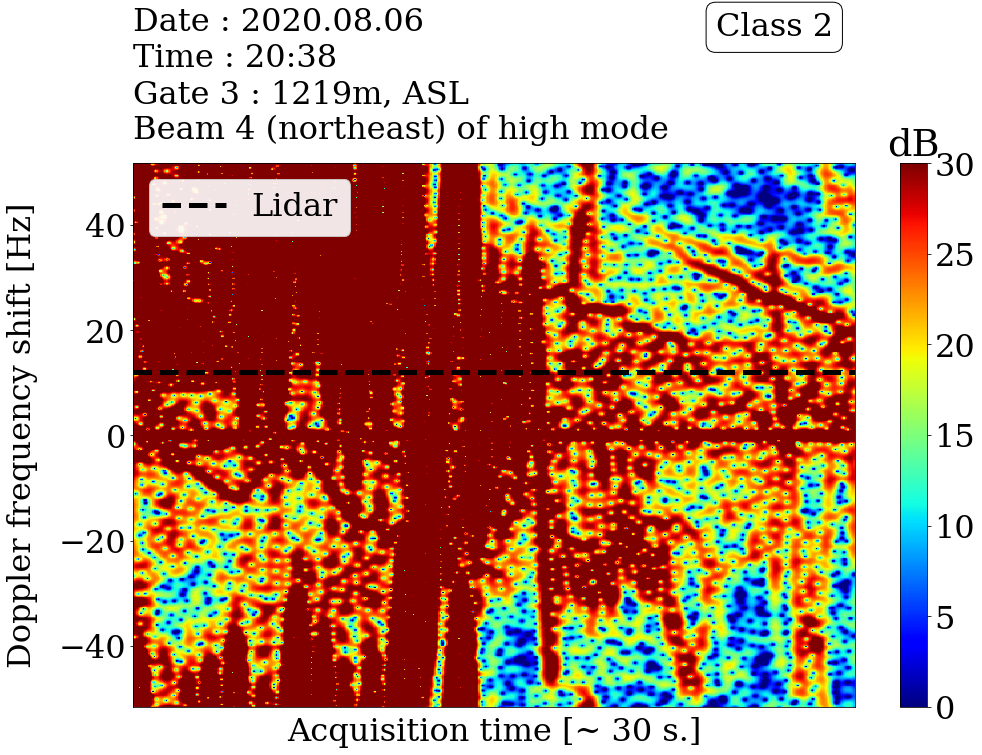 Date : 2020.08.06
Time : 20:38
Gate 3 : 1219m, ASL
Beam 4 (northeast) of high mode
Class 2
dB
Lidar
Doppler frequency shift [Hz]
40
20
0
−20
−40
30
25
20
15
10
5
0
Acquisition time [~ 30 s.]